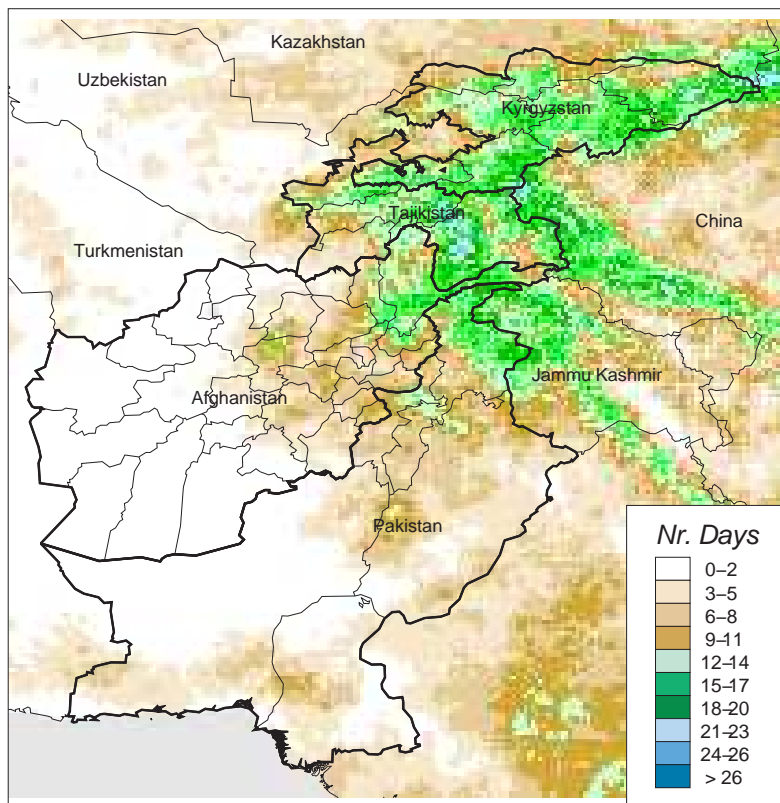 Kazakhstan
Uzbekistan
Kyrgyzstan
Tajikistan
China
Turkmenistan
Jammu Kashmir
Afghanistan
Pakistan
Nr. Days
0–2
3–5
6–8
9–11
12–14
15–17
18–20
21–23
24–26
> 26